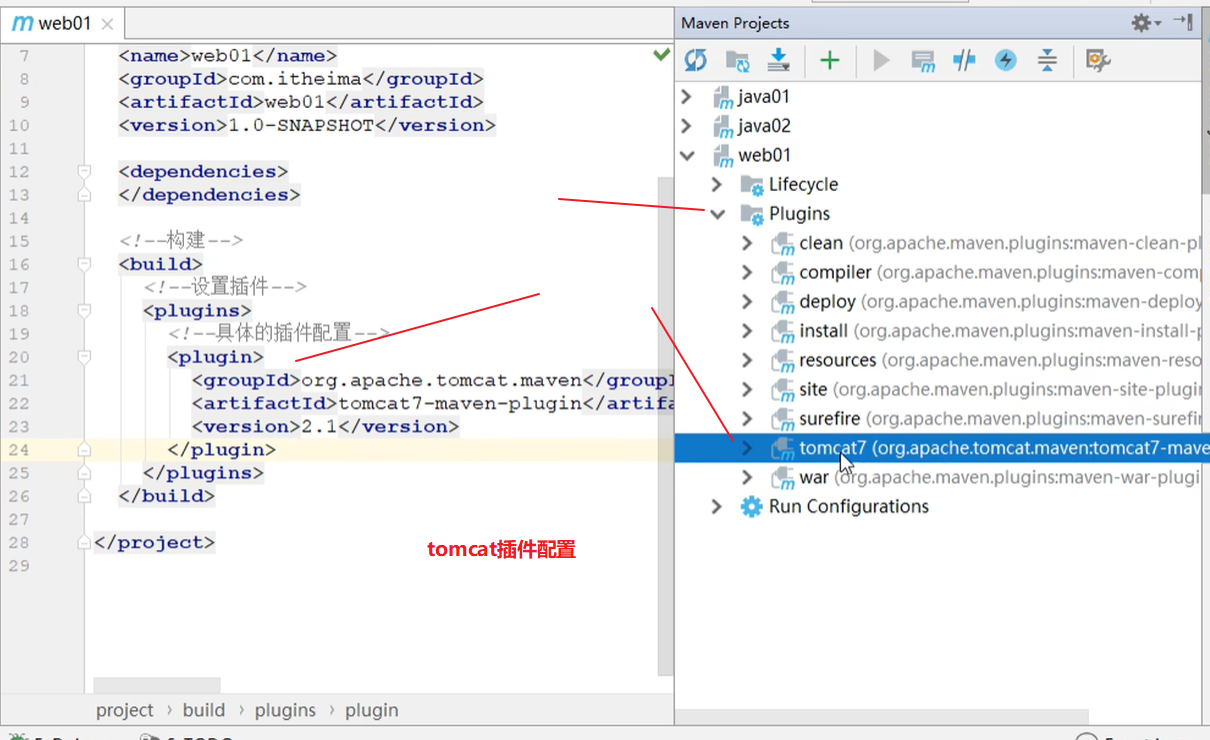 web01
7 <name>web01</name>
8 <groupId>com.itheima</groupId>
9 <artifactId>web01</artifactId>
10 <version>1.0-SNAPSHOT</version>
11
12 <dependencies>
13 </dependencies>
14
15 <!--构建-->
16 <build>
17 <!--设置插件-->
18 <plugins>
19 <!--具体的插件配置-->
20 <plugin>
21 <groupId>org.apache.tomcat.maven</groupI
22 <artifactId>tomcat7-maven-plugin</artifa
23 <version>2.1</version>
24 </plugin>
25 </plugins>
26 </build>
27
28 </project>
29
tomcat插件配置
project › build › plugins › plugin
Maven Projects
java01
java02
web01
Lifecycle
Plugins
clean (org.apache.maven.plugins:maven-clean-pl
compiler (org.apache.maven.plugins:maven-comp
deploy (org.apache.maven.plugins:maven-deploy
install (org.apache.maven.plugins:maven-install-p
resources (org.apache.maven.plugins:maven-reso
site (org.apache.maven.plugins:maven-site-plugin
surefire (org.apache.maven.plugins:maven-surefir
tomcat7 (org.apache.tomcat.maven:tomcat7-mave
war (org.apache.maven.plugins:maven-war-plugi
Run Configurations